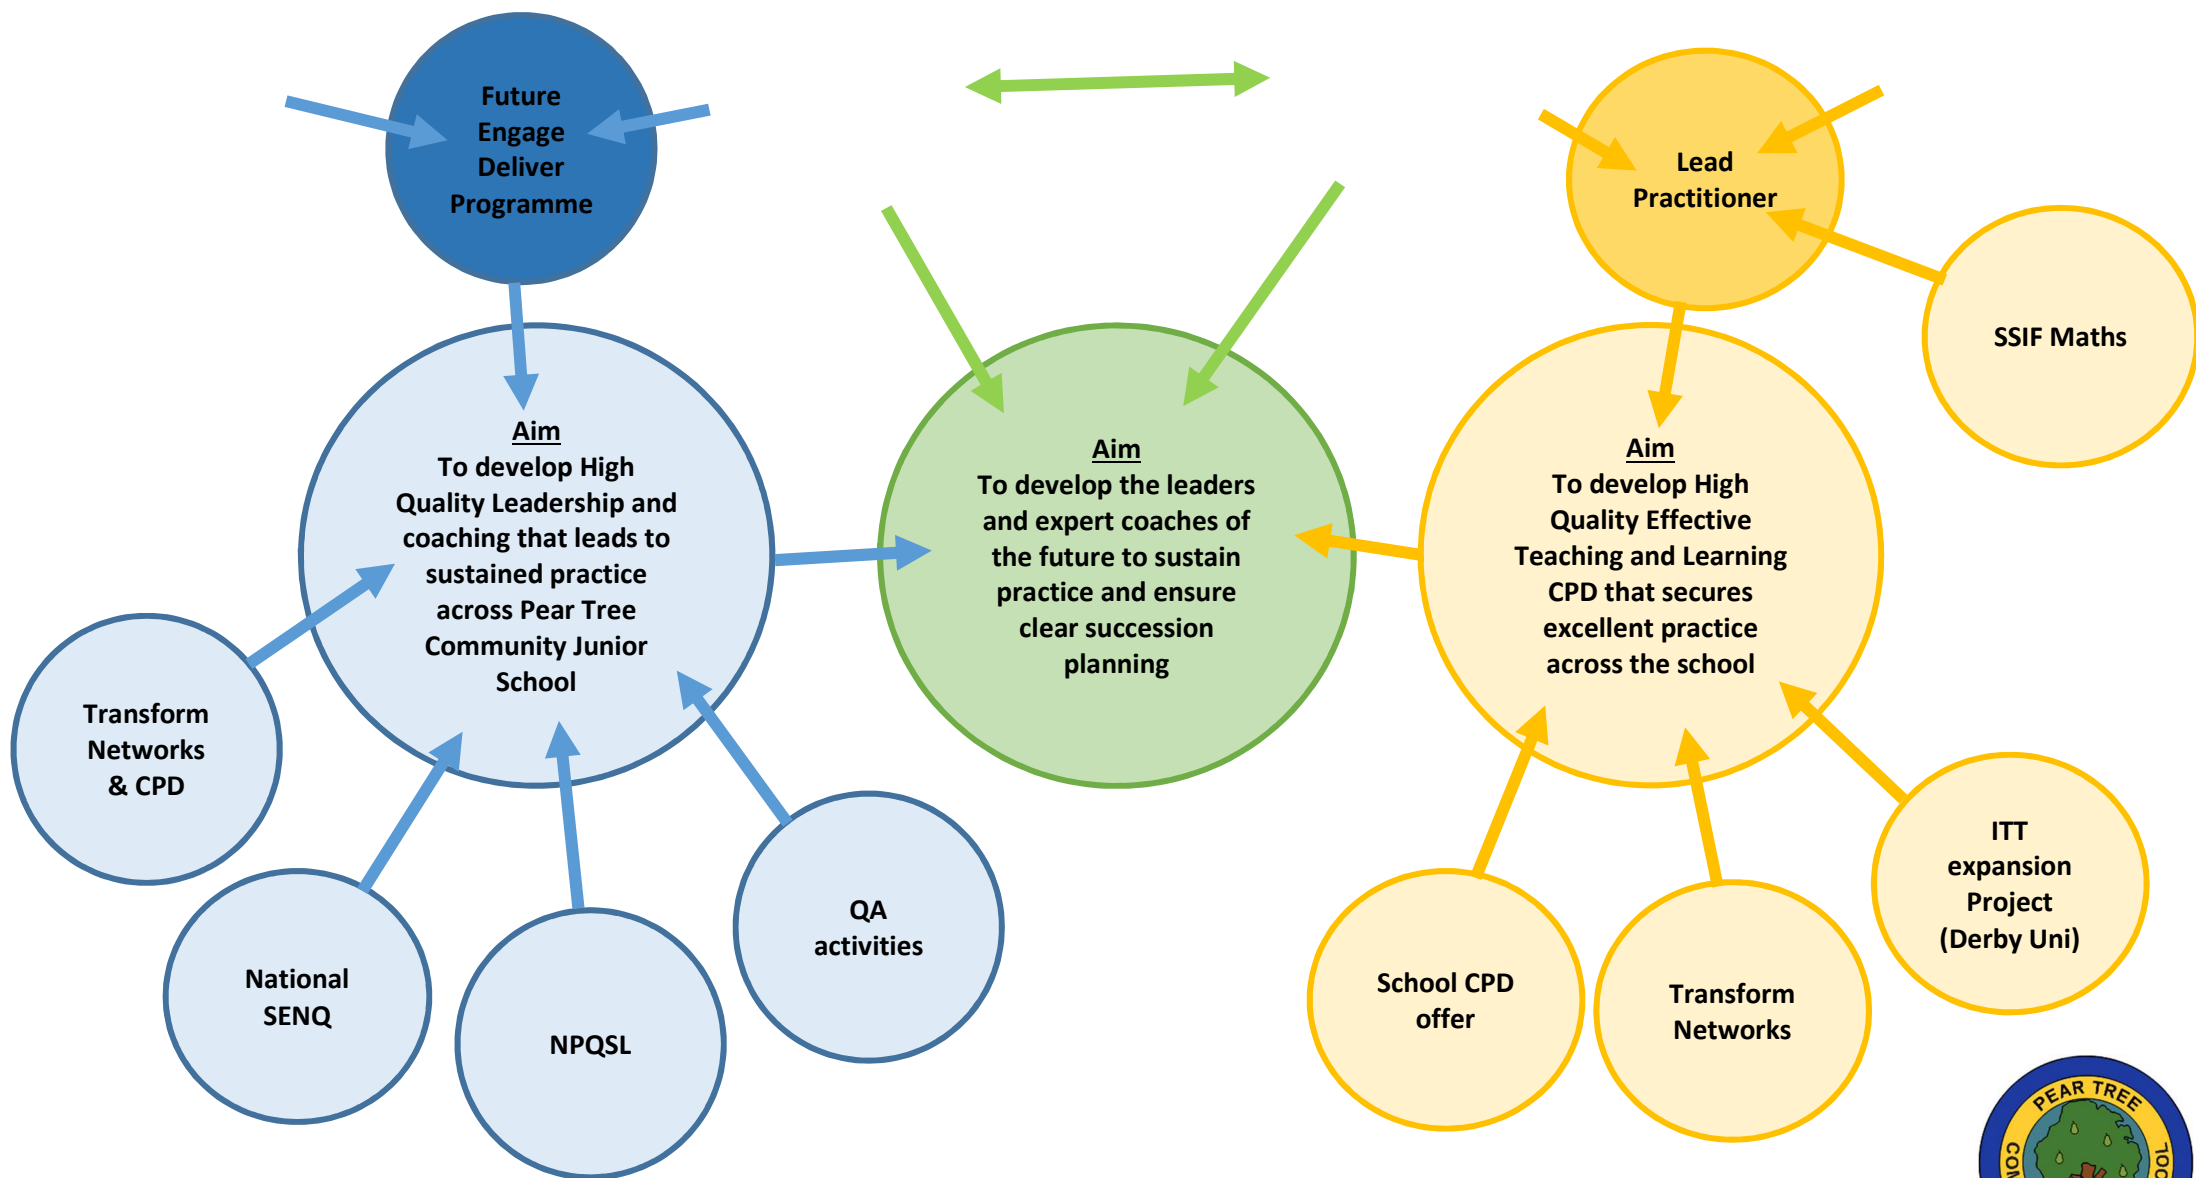 Future
Engage
Deliver
Programme
Lead
Practitioner
SSIF Maths
Aim
To develop High
Quality Leadership and
coaching that leads to
sustained practice
across Pear Tree
Community Junior
School
Aim
To develop the leaders
and expert coaches of
the future to sustain
practice and ensure
clear succession
planning
Aim
To develop High
Quality Effective
Teaching and Learning
CPD that secures
excellent practice
across the school
Transform
Networks
& CPD
National
SENQ
NPQSL
QA
activities
School CPD
offer
Transform
Networks
ITT
expansion
Project
(Derby Uni)
PEAR TREE